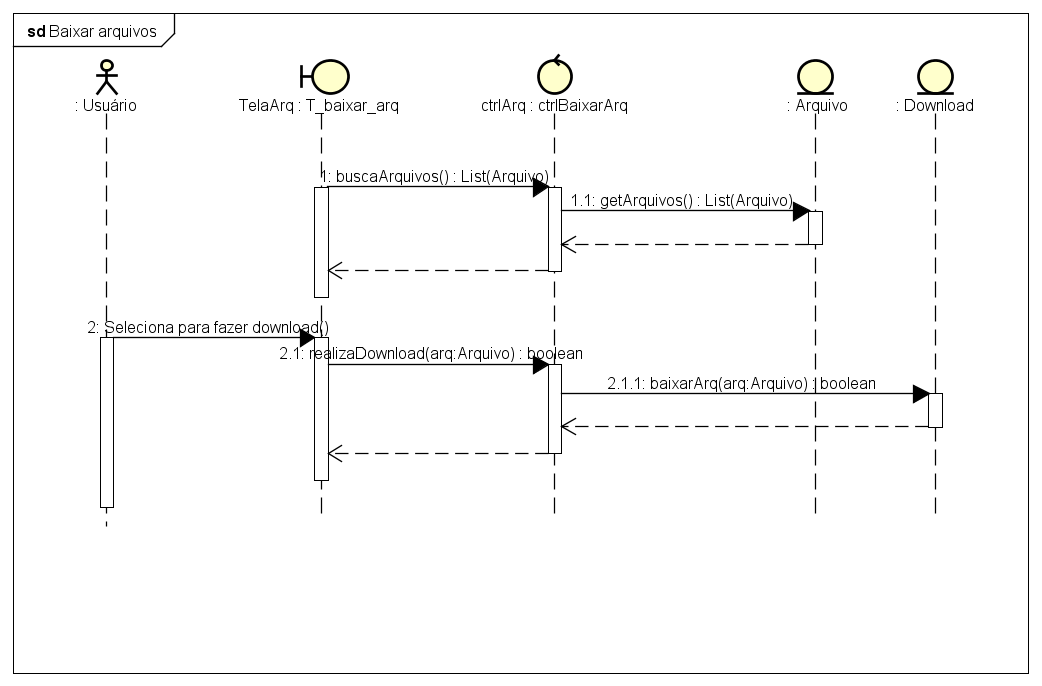 sd Baixar arquivos
: Usuário
TelaArq : T_baixar_arq
ctrlArq : ctrlBaixarArq
: Arquivo
: Download
1: buscaArquivos() : List(Arquivo)
1.1: getArquivos() : List(Arquivo)
2: Seleciona para fazer download()
2.1: realizaDownload(arq:Arquivo) : boolean
2.1.1: baixarArq(arq:Arquivo) : boolean